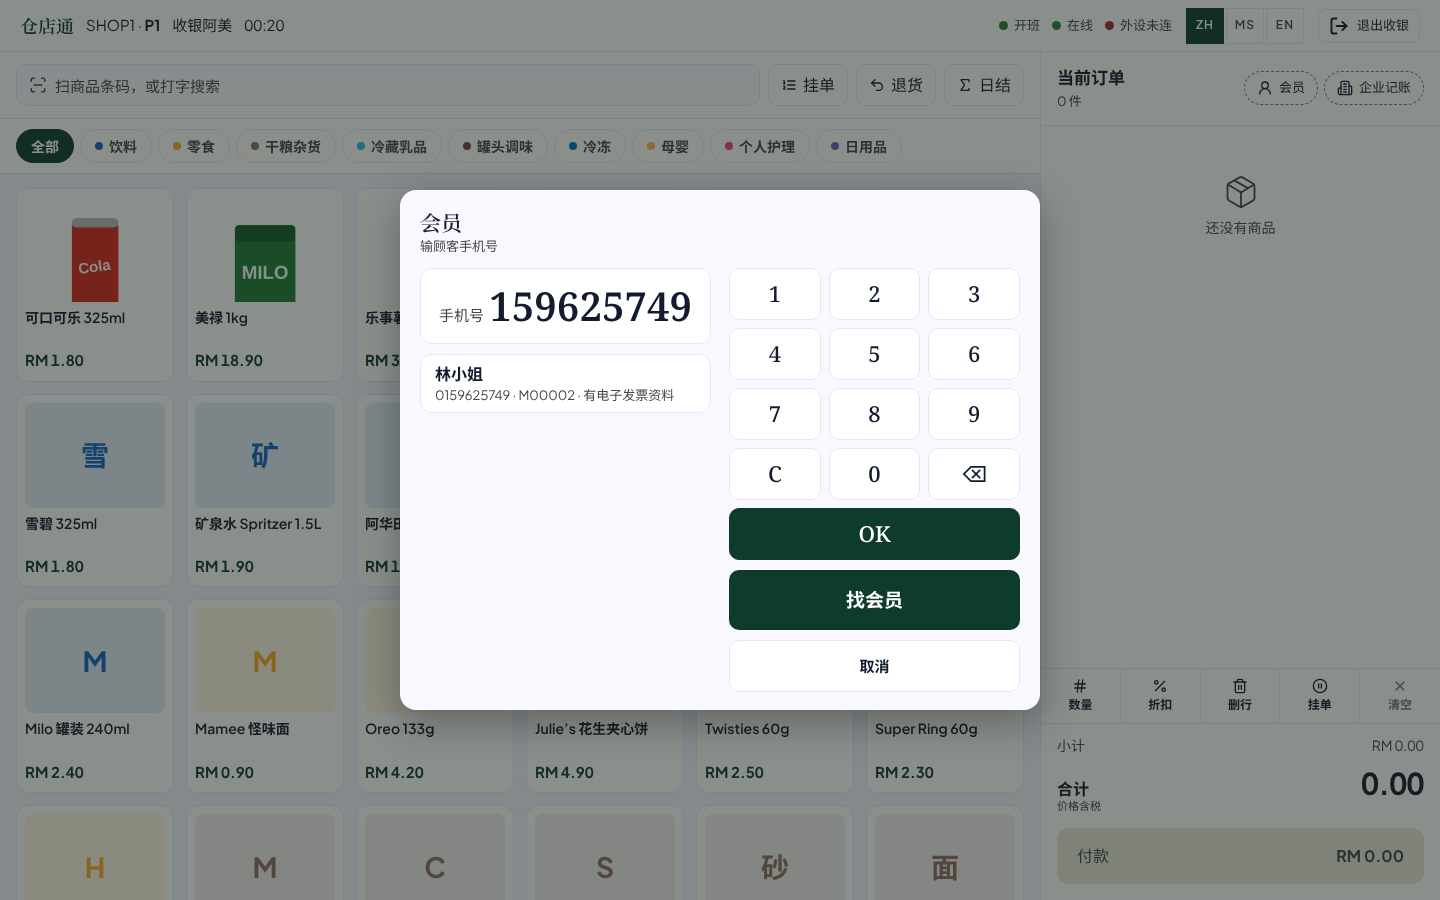 仓店通 SHOP1 · P1 收银阿美 00:20
开班 在线 外设未连 ZH MS EN 退出收银
扫商品条码，或打字搜索 挂单 退货 日结
当前订单
0 件
会员 企业记账
全部 饮料 零食 干粮杂货 冷藏乳品 罐头调味 冷冻 母婴 个人护理 日用品
Cola MILO
可口可乐 325ml 美禄 1kg 乐事
RM 1.80 RM 18.90 RM 3
还没有商品
会员
输顾客手机号
手机号 159625749
林小姐
0159625749 · M00002 · 有电子发票资料
1 2 3
4 5 6
7 8 9
C 0
OK
找会员
取消
雪 矿
雪碧 325ml 矿泉水 Spritzer 1.5L 阿华
RM 1.80 RM 1.90 RM 1
M M
Milo 罐装 240ml Mamee 怪味面 Oreo 133g Julie's 花生夹心饼 Twisties 60g Super Ring 60g
RM 2.40 RM 0.90 RM 4.20 RM 4.90 RM 2.50 RM 2.30
H M C S 砂 面
数量 折扣 删行 挂单 清空
小计 RM 0.00
合计 0.00
价格含税
付款 RM 0.00